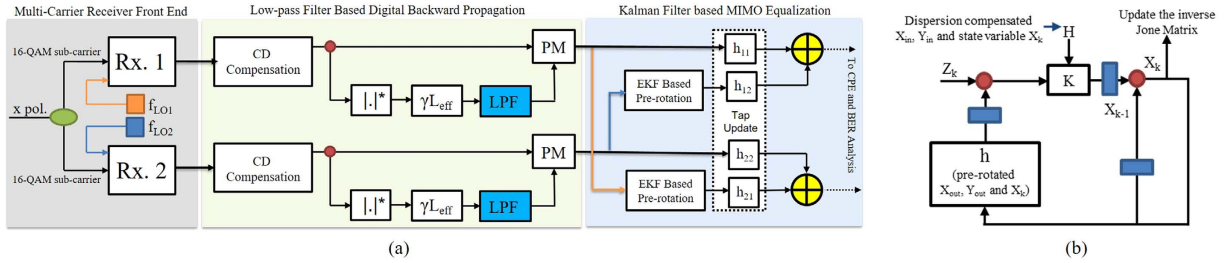 Multi-Carrier Receiver Front End
Low-pass Filter Based Digital Backward Propagation
Kalman Filter based MIMO Equalization
16-QAM sub-carrier
Rx. 1
x pol.
f_LO1
f_LO2
Rx. 2
16-QAM sub-carrier
CD
Compensation
|.|*
γL_eff
LPF
PM
CD
Compensation
|.|*
γL_eff
LPF
PM
EKF Based
Pre-rotation
EKF Based
Pre-rotation
h_11
h_12
Tap
Update
h_22
h_21
To CPE and BER Analysis
(a)
Dispersion compensated
X_in, Y_in and state variable X_k
H
Update the inverse
Jone Matrix
Z_k
K
X_k
X_k-1
h
(pre-rotated
X_out, Y_out and X_k)
(b)